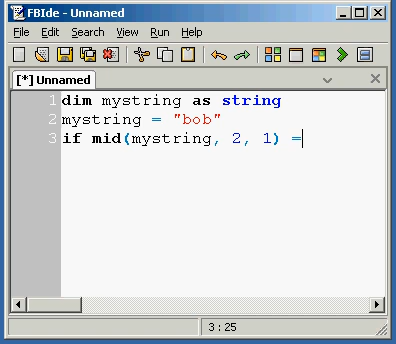 FBIde - Unnamed
File Edit Search View Run Help
[*] Unnamed
1 dim mystring as string
2 mystring = "bob"
3 if mid(mystring, 2, 1) =
3 : 25